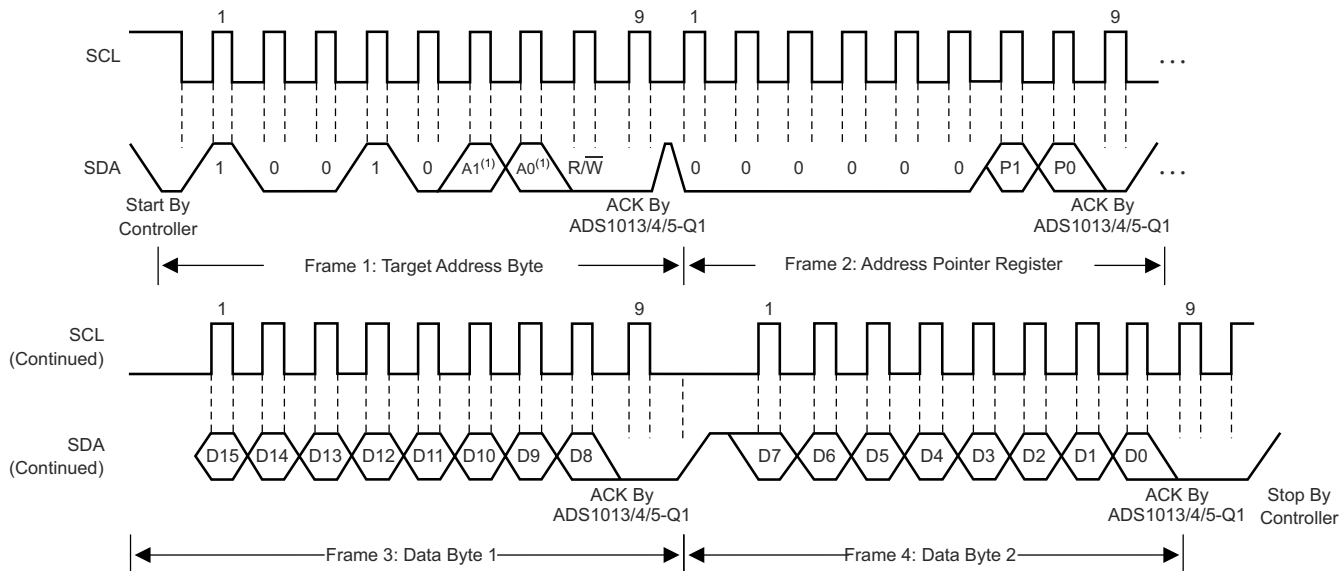 1 9 1 9
SCL ...
SDA 1 0 0 1 0 A1(1) A0(1) R/W̅ 0 0 0 0 0 0 P1 P0 ...
Start By
Controller
ACK By
ADS1013/4/5-Q1
ACK By
ADS1013/4/5-Q1
Frame 1: Target Address Byte
Frame 2: Address Pointer Register
1 9 1 9
SCL
(Continued)
SDA
(Continued)
D15 D14 D13 D12 D11 D10 D9 D8 D7 D6 D5 D4 D3 D2 D1 D0
ACK By
ADS1013/4/5-Q1
ACK By
ADS1013/4/5-Q1
Stop By
Controller
Frame 3: Data Byte 1
Frame 4: Data Byte 2